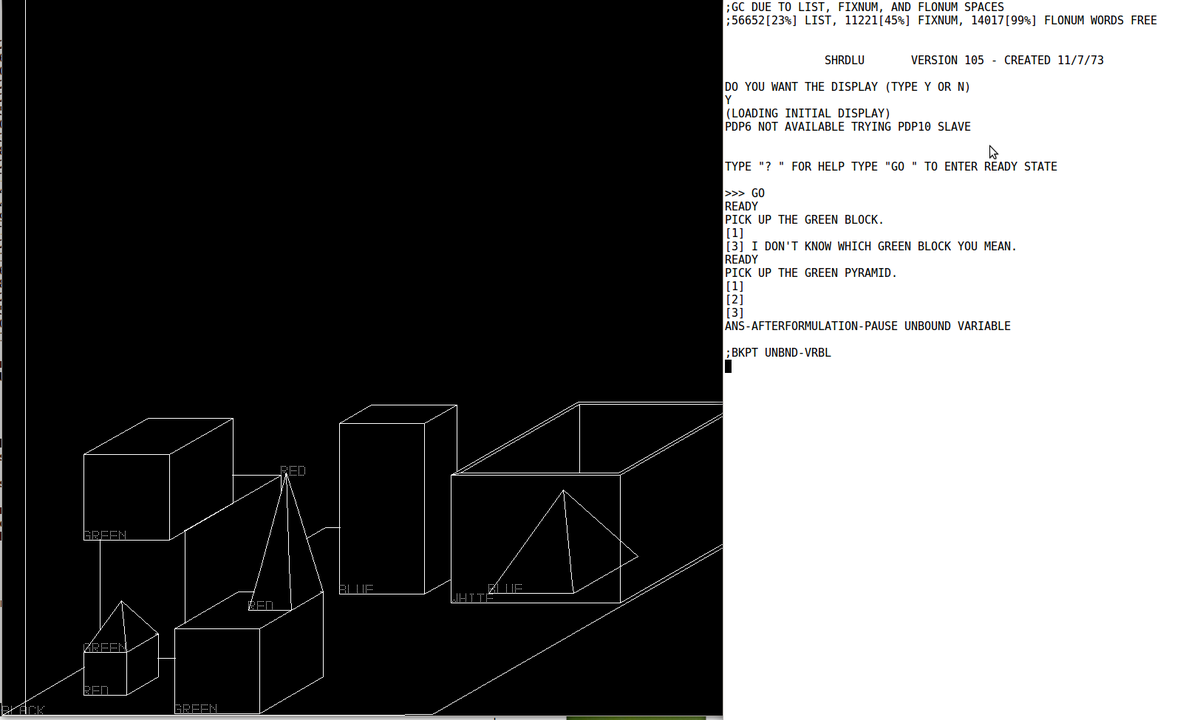 ;GC DUE TO LIST, FIXNUM, AND FLONUM SPACES
;56652[23%] LIST, 11221[45%] FIXNUM, 14017[99%] FLONUM WORDS FREE
SHRDLU VERSION 105 - CREATED 11/7/73
DO YOU WANT THE DISPLAY (TYPE Y OR N)
Y
(LOADING INITIAL DISPLAY)
PDP6 NOT AVAILABLE TRYING PDP10 SLAVE
TYPE "? " FOR HELP TYPE "GO " TO ENTER READY STATE
>>> GO
READY
PICK UP THE GREEN BLOCK.
[1]
[3] I DON'T KNOW WHICH GREEN BLOCK YOU MEAN.
READY
PICK UP THE GREEN PYRAMID.
[1]
[2]
[3]
ANS-AFTERFORMULATION-PAUSE UNBOUND VARIABLE
;BKPT UNBND-VRBL
RED
GREEN
BLUE
BLUE
WHITE
RED
GREEN
RED
GREEN
BLACK